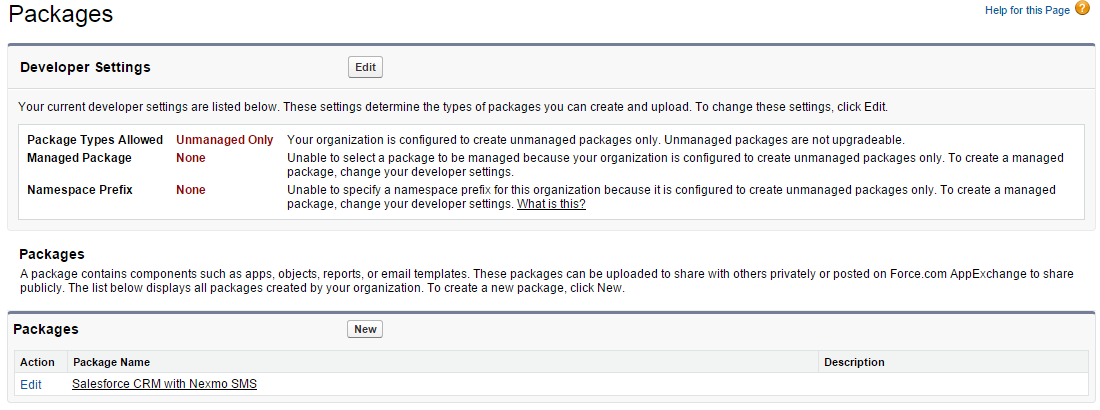 Packages
Help for this Page ?
Developer Settings
Edit
Your current developer settings are listed below. These settings determine the types of packages you can create and upload. To change these settings, click Edit.
Package Types Allowed Unmanaged Only Your organization is configured to create unmanaged packages only. Unmanaged packages are not upgradeable.
Managed Package None Unable to select a package to be managed because your organization is configured to create unmanaged packages only. To create a managed
package, change your developer settings.
Namespace Prefix None Unable to specify a namespace prefix for this organization because it is configured to create unmanaged packages only. To create a managed
package, change your developer settings. What is this?
Packages
A package contains components such as apps, objects, reports, or email templates. These packages can be uploaded to share with others privately or posted on Force.com AppExchange to share
publicly. The list below displays all packages created by your organization. To create a new package, click New.
Packages
New
Action Package Name Description
Edit Salesforce CRM with Nexmo SMS